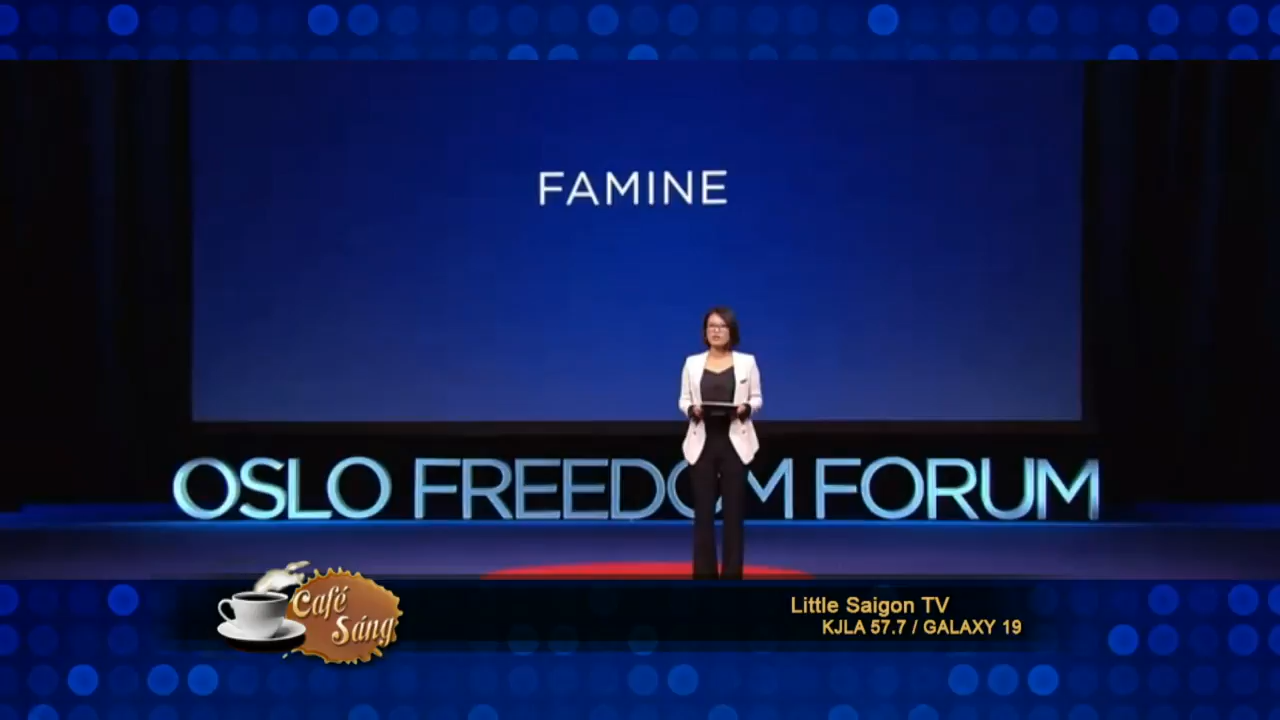 FAMINE
OSLO FREEDOM FORUM
Café
Sáng
Little Saigon TV
KJLA 57.7 / GALAXY 19